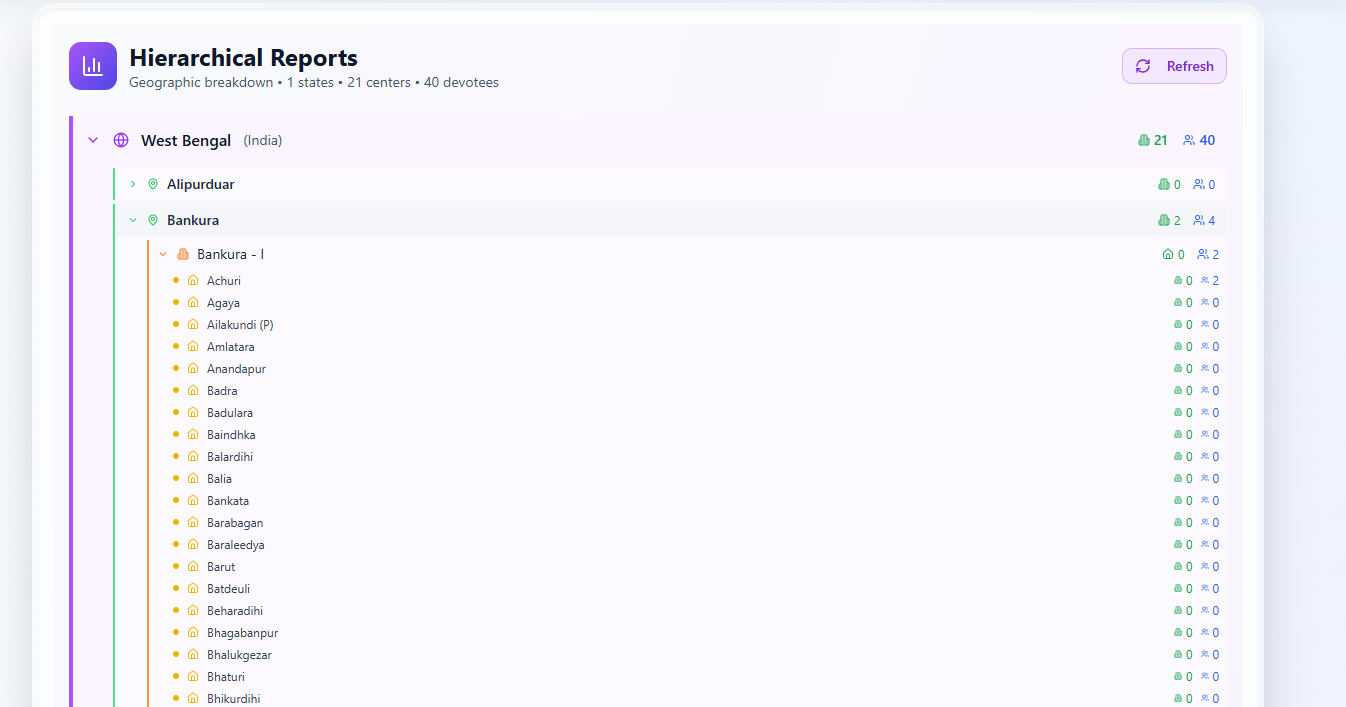 Hierarchical Reports
Geographic breakdown • 1 states • 21 centers • 40 devotees
Refresh
West Bengal (India) 21 40
Alipurduar 0 0
Bankura 2 4
Bankura - I 0 2
Achuri 0 2
Agaya 0 0
Ailakundi (P) 0 0
Amlatara 0 0
Anandapur 0 0
Badra 0 0
Badulara 0 0
Baindhka 0 0
Balardihi 0 0
Balia 0 0
Bankata 0 0
Barabagan 0 0
Baraleedya 0 0
Barut 0 0
Batdeuli 0 0
Beharadihi 0 0
Bhagabanpur 0 0
Bhalukgezar 0 0
Bhaturi 0 0
Bhikurdihi 0 0